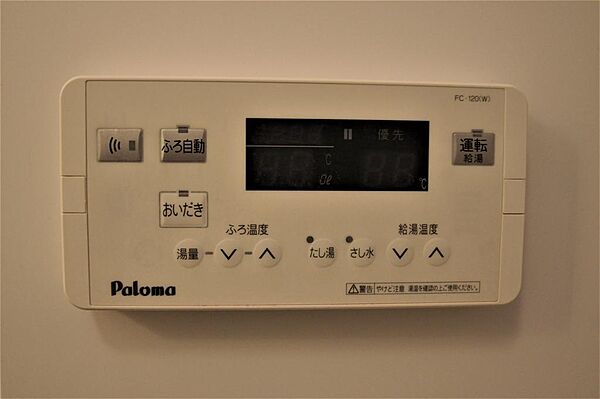 FC-120(W)
ふろ自動
優先
運転
給湯
℃
ℓ
℃
おいだき
ふろ温度
給湯温度
湯量
たし湯
さし水
Paloma
警告 やけど注意 湯温を確認の上ご使用ください。